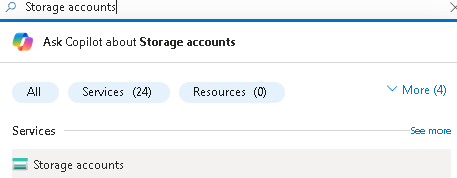 Storage accounts
Ask Copilot about Storage accounts
All Services (24) Resources (0) More (4)
Services See more
Storage accounts